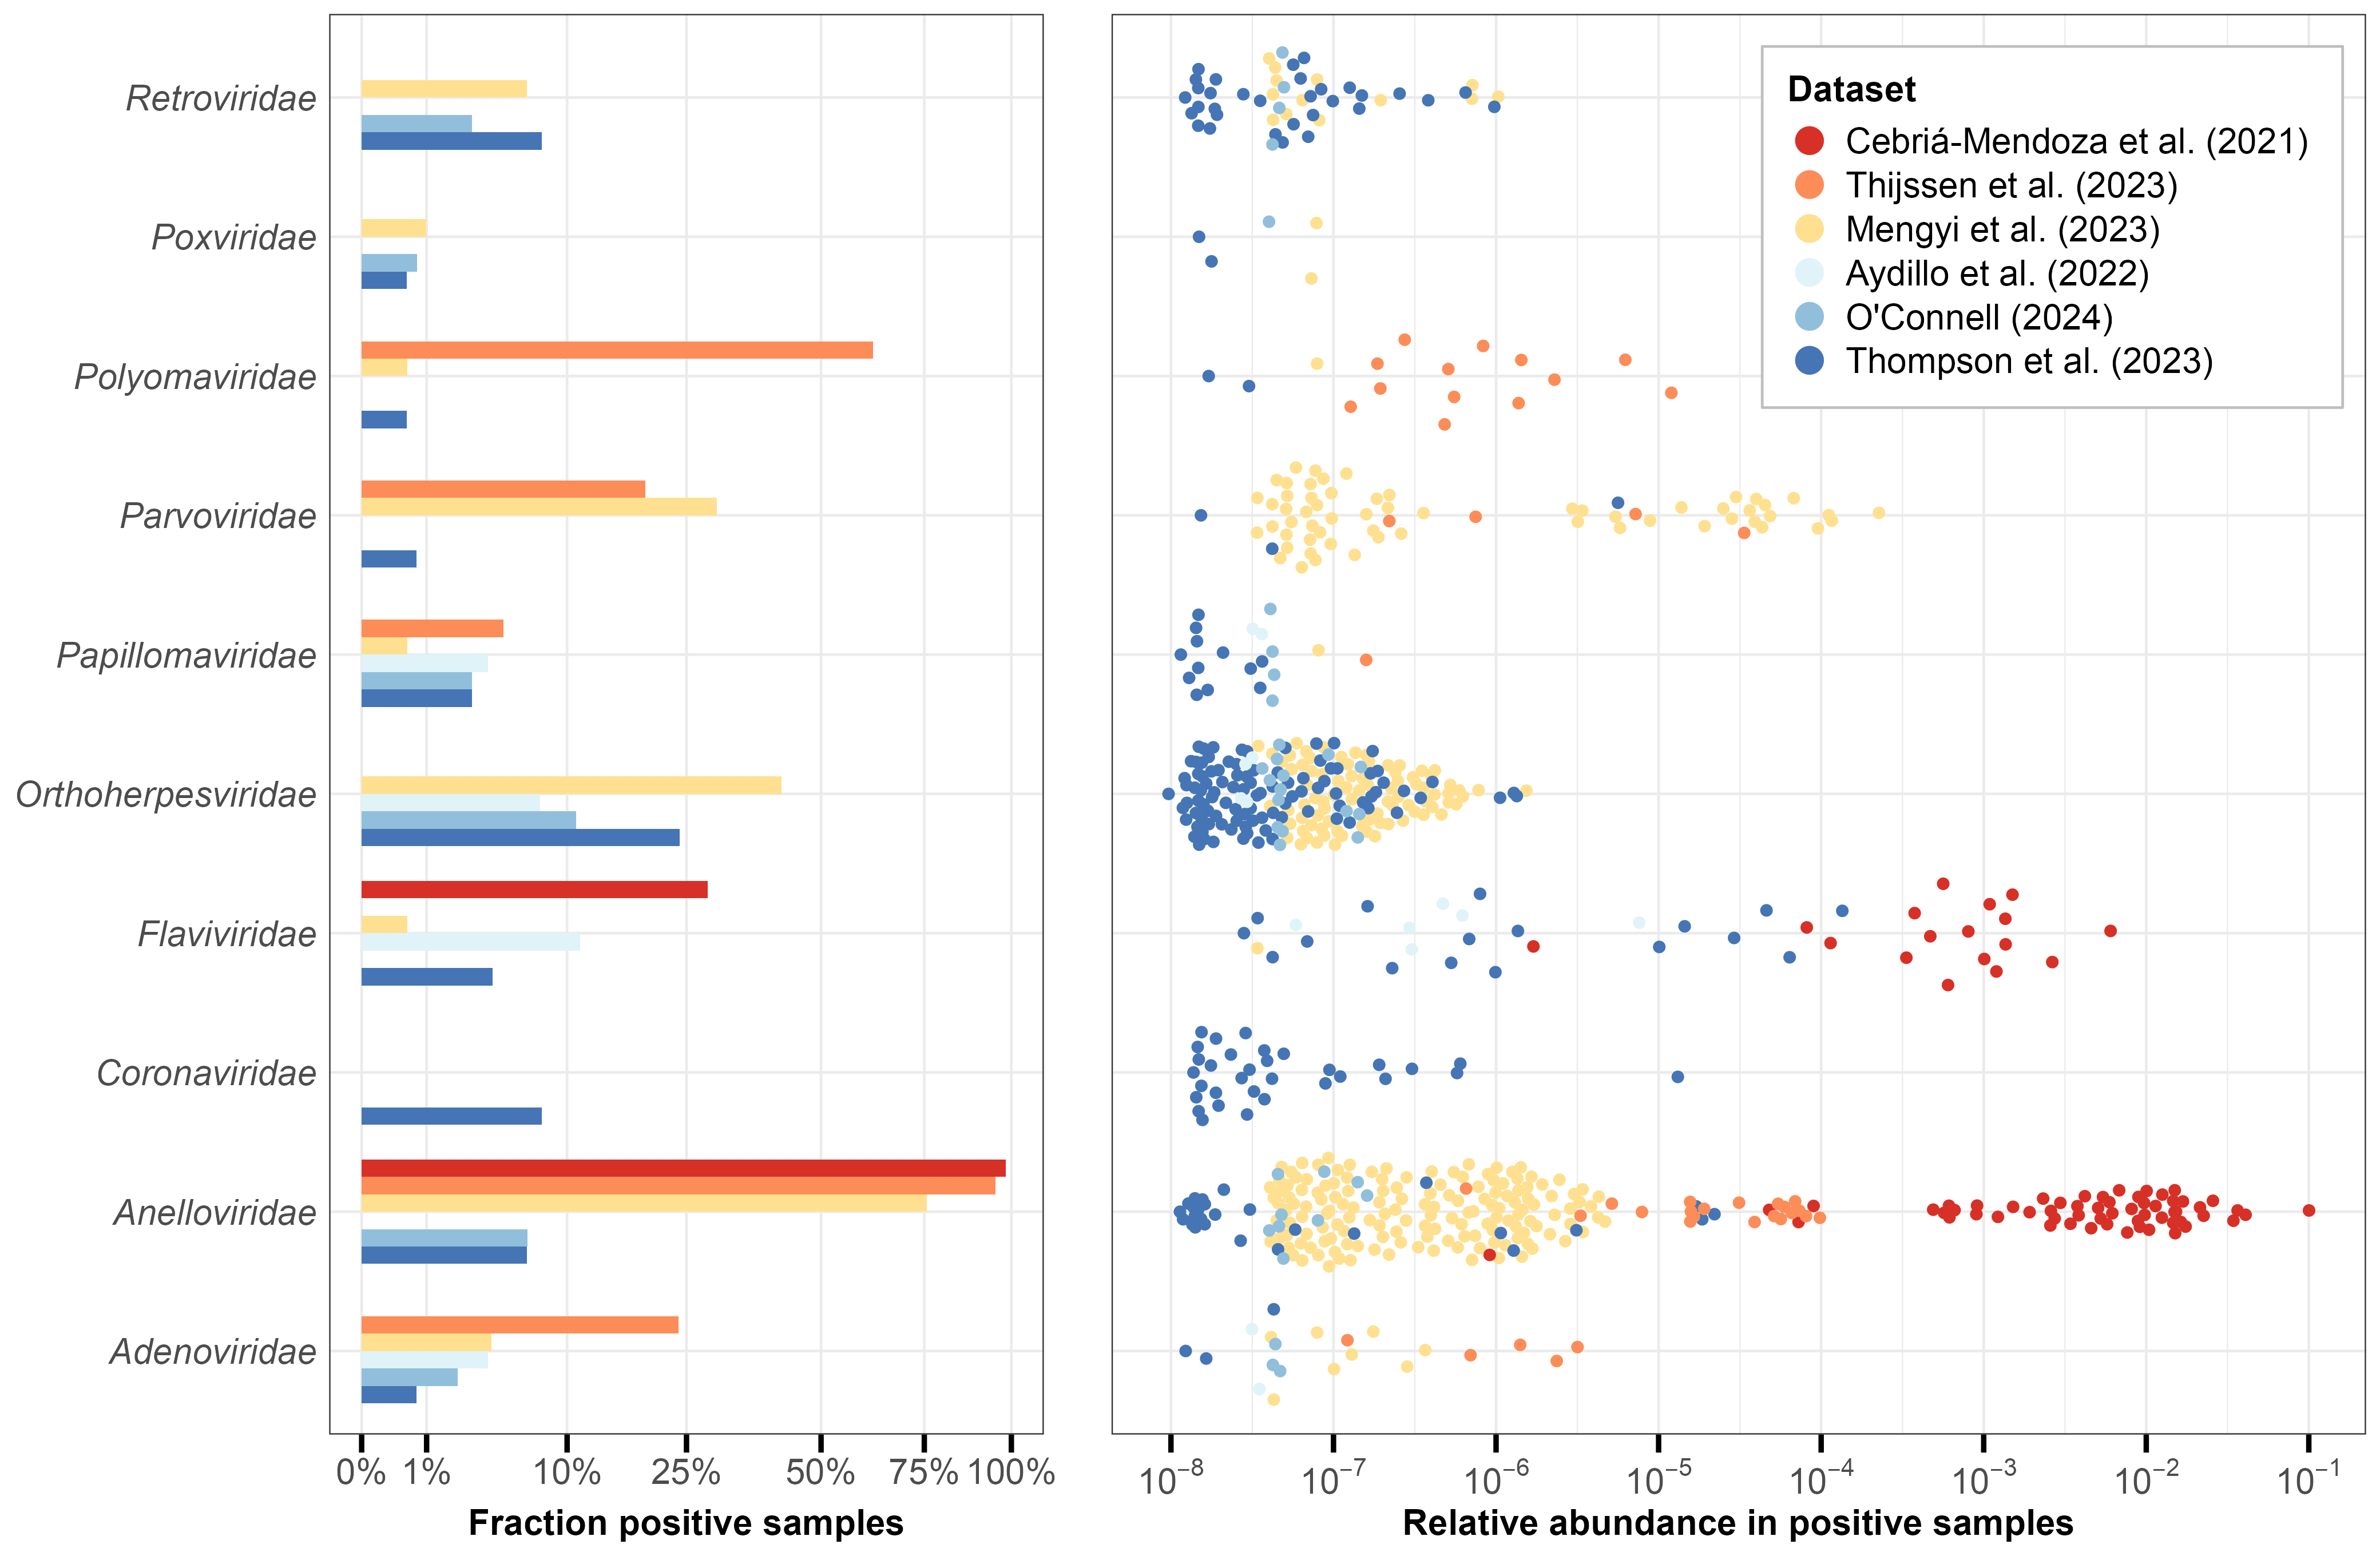 Retroviridae
Poxviridae
Polyomaviridae
Parvoviridae
Papillomaviridae
Orthoherpesviridae
Flaviviridae
Coronaviridae
Anelloviridae
Adenoviridae
0% 1% 10% 25% 50% 75% 100%
Fraction positive samples
Dataset
Cebriá-Mendoza et al. (2021)
Thijssen et al. (2023)
Mengyi et al. (2023)
Aydillo et al. (2022)
O'Connell (2024)
Thompson et al. (2023)
10⁻⁸ 10⁻⁷ 10⁻⁶ 10⁻⁵ 10⁻⁴ 10⁻³ 10⁻² 10⁻¹
Relative abundance in positive samples